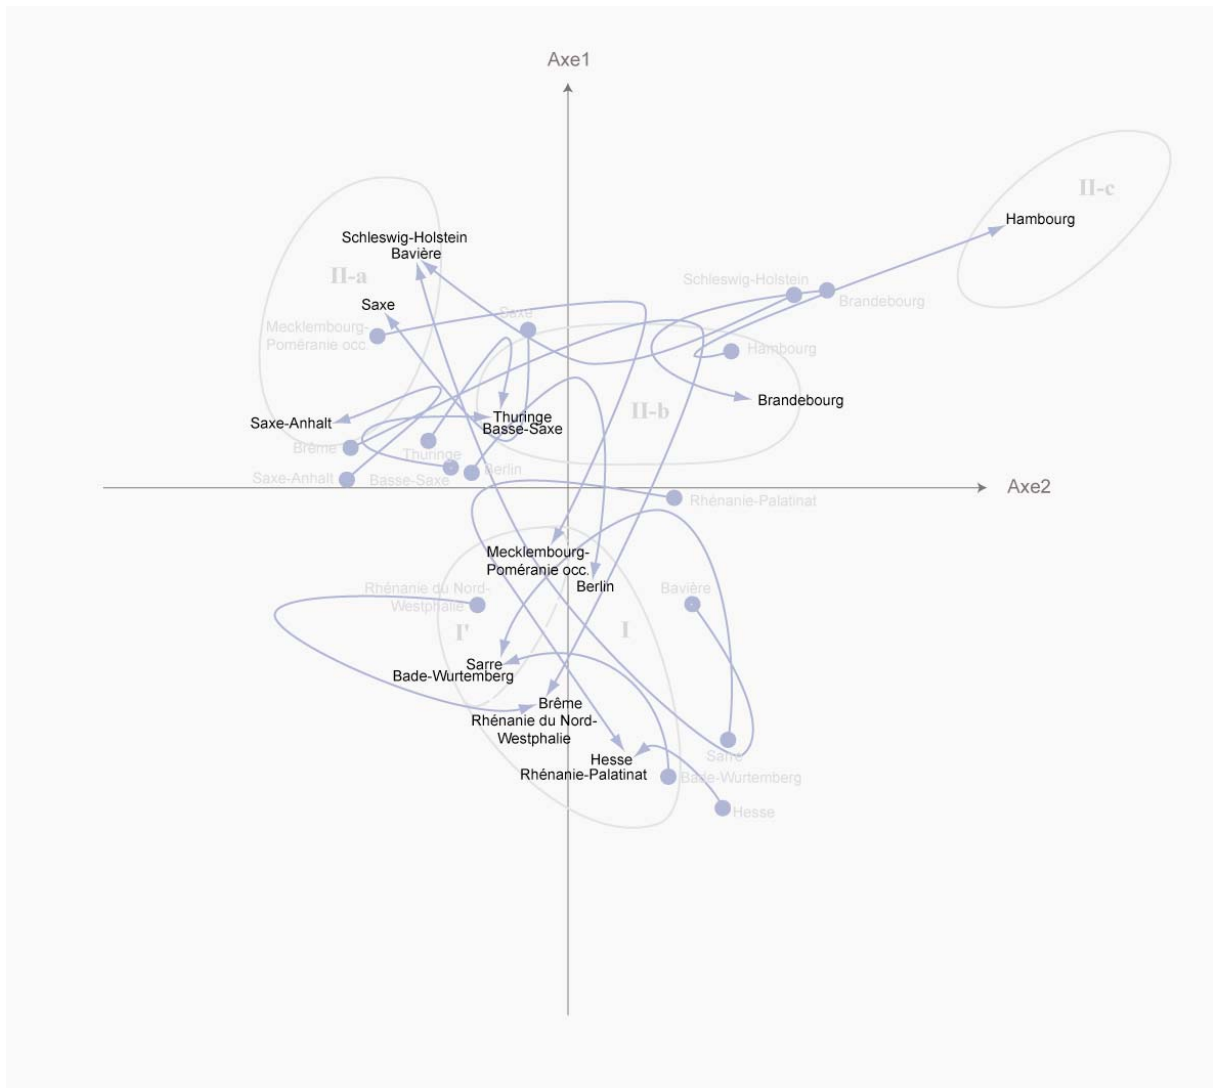 Axe1
II-c
Hambourg
Schleswig-Holstein
Bavière
II-a
Schleswig-Holstein
Brandebourg
Saxe
Saxe
Mecklembourg-
Poméranie occ.
Hambourg
Brandebourg
II-b
Saxe-Anhalt
Thuringe
Basse-Saxe
Brême
Thuringe
Saxe-Anhalt
Basse-Saxe
Berlin
Axe2
Rhénanie-Palatinat
Mecklembourg-
Poméranie occ.
Berlin
Rhénanie du Nord-
Westphalie
Bavière
I'
I
Sarre
Bade-Wurtemberg
Brême
Rhénanie du Nord-
Westphalie
Sarre
Hesse
Rhénanie-Palatinat
Bade-Wurtemberg
Hesse